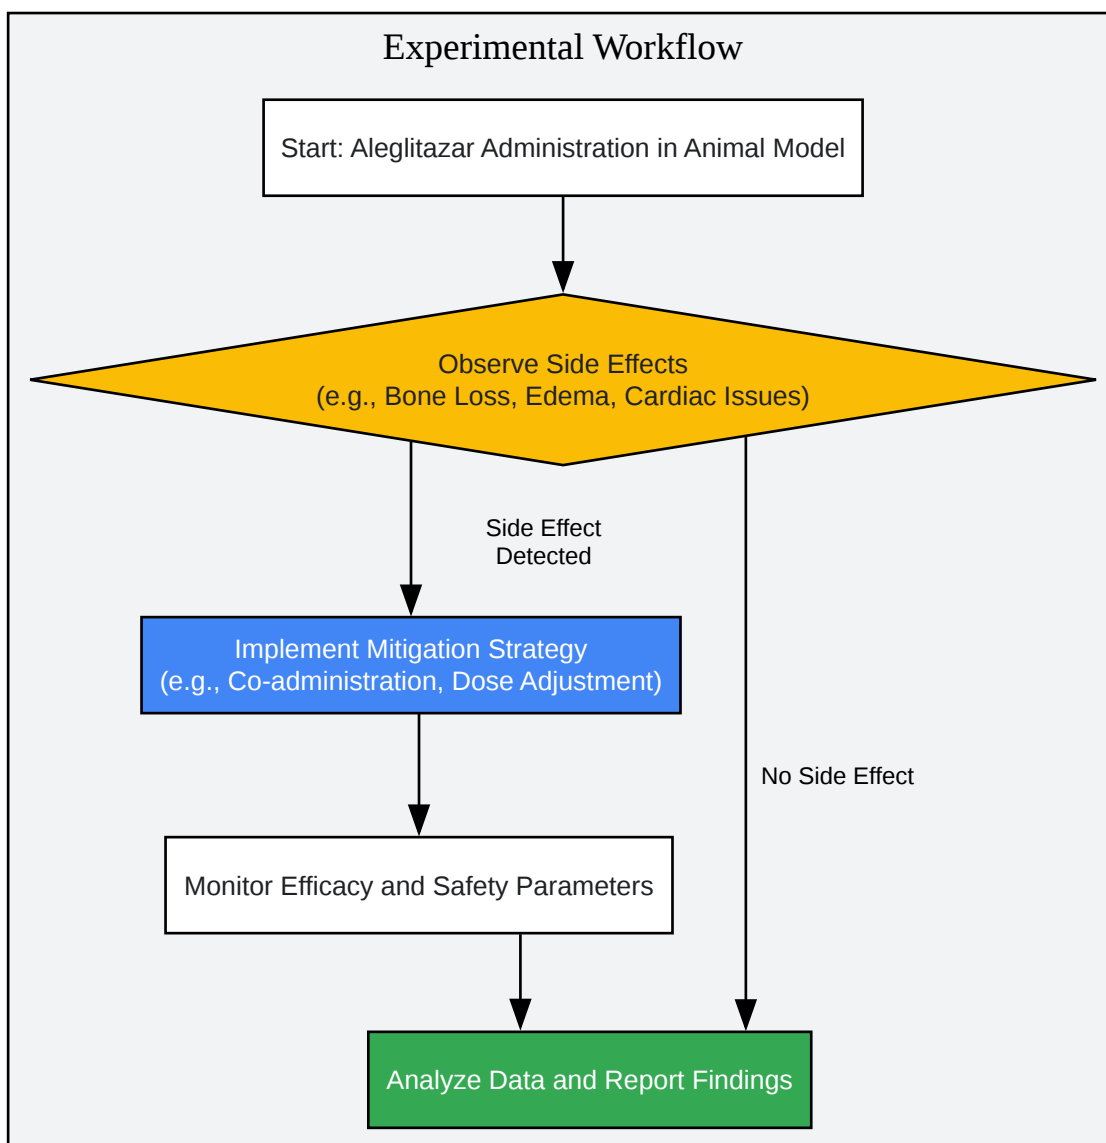 Experimental Workflow
Start: Aleglitazar Administration in Animal Model
Observe Side Effects
(e.g., Bone Loss, Edema, Cardiac Issues)
Side Effect
Detected
Implement Mitigation Strategy
(e.g., Co-administration, Dose Adjustment)
No Side Effect
Monitor Efficacy and Safety Parameters
Analyze Data and Report Findings